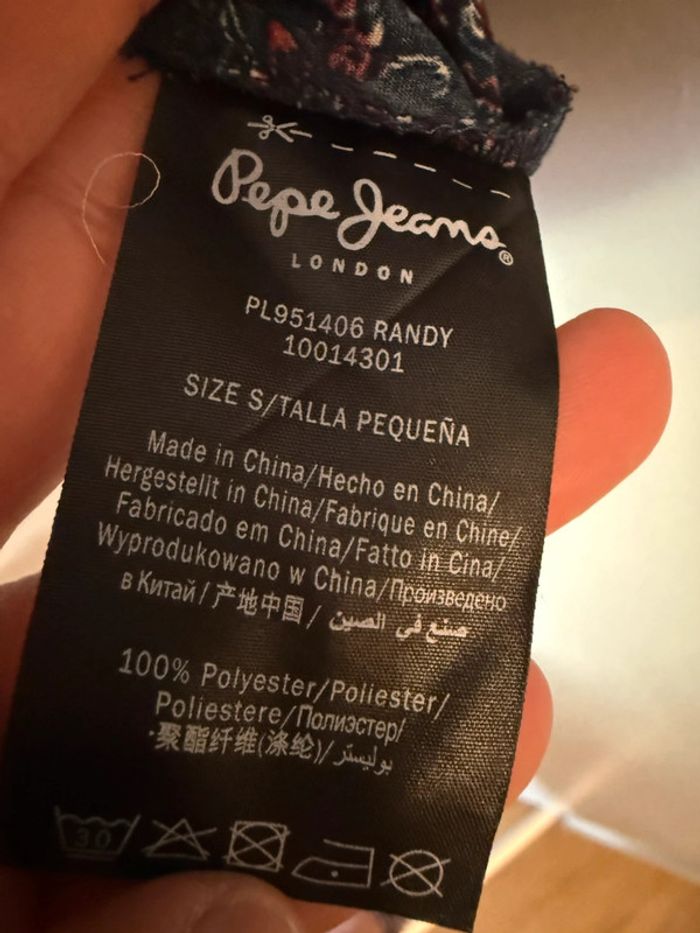 Pepe Jeans®
LONDON
PL951406 RANDY
10014301
SIZE S/TALLA PEQUEÑA
Made in China/Hecho en China/
Hergestellt in China/Fabrique en Chine/
Fabricado em China/Fatto in Cina/
Wyprodukowano w China/Произведено
в Китай/产地中国/ صنع في الصين
100% Polyester/Poliester/
Poliestere/Полиэстер/
聚酯纤维(涤纶)/بوليستر
30